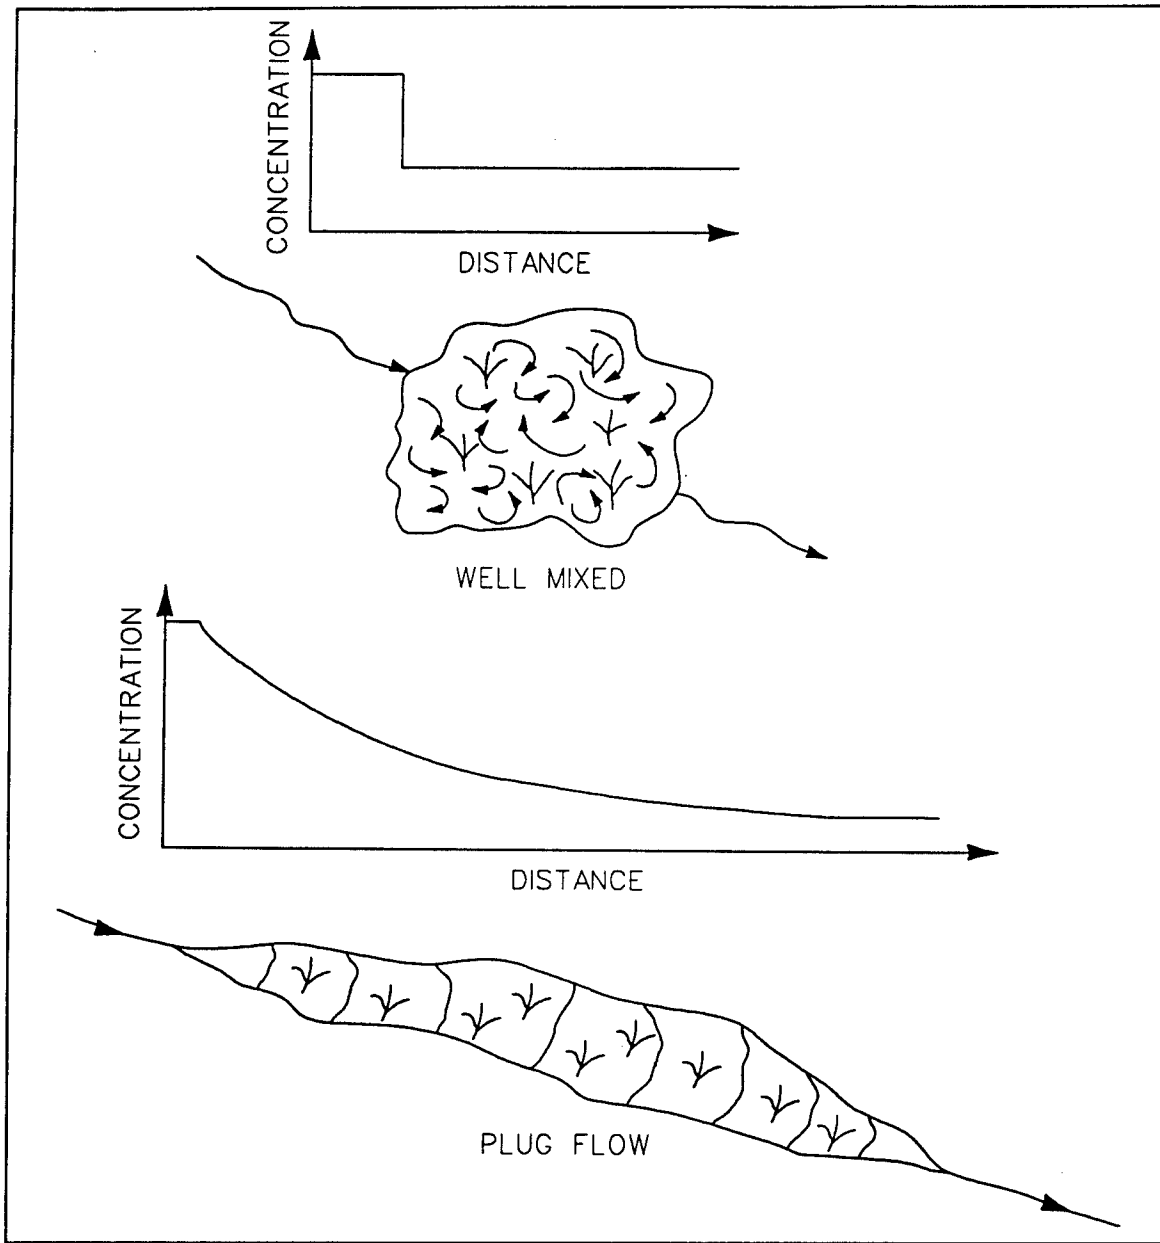 CONCENTRATION
DISTANCE
WELL MIXED
CONCENTRATION
DISTANCE
PLUG FLOW